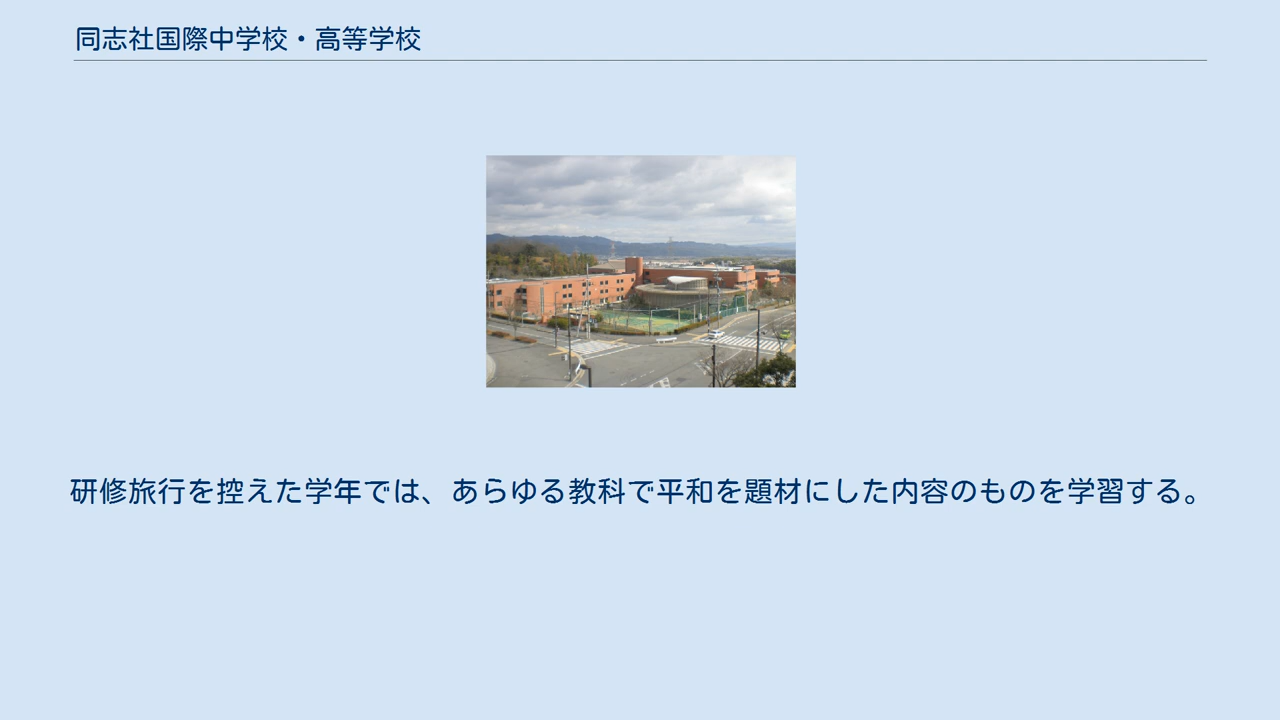 同志社国際中学校・高等学校
研修旅行を控えた学年では、あらゆる教科で平和を題材にした内容のものを学習する。